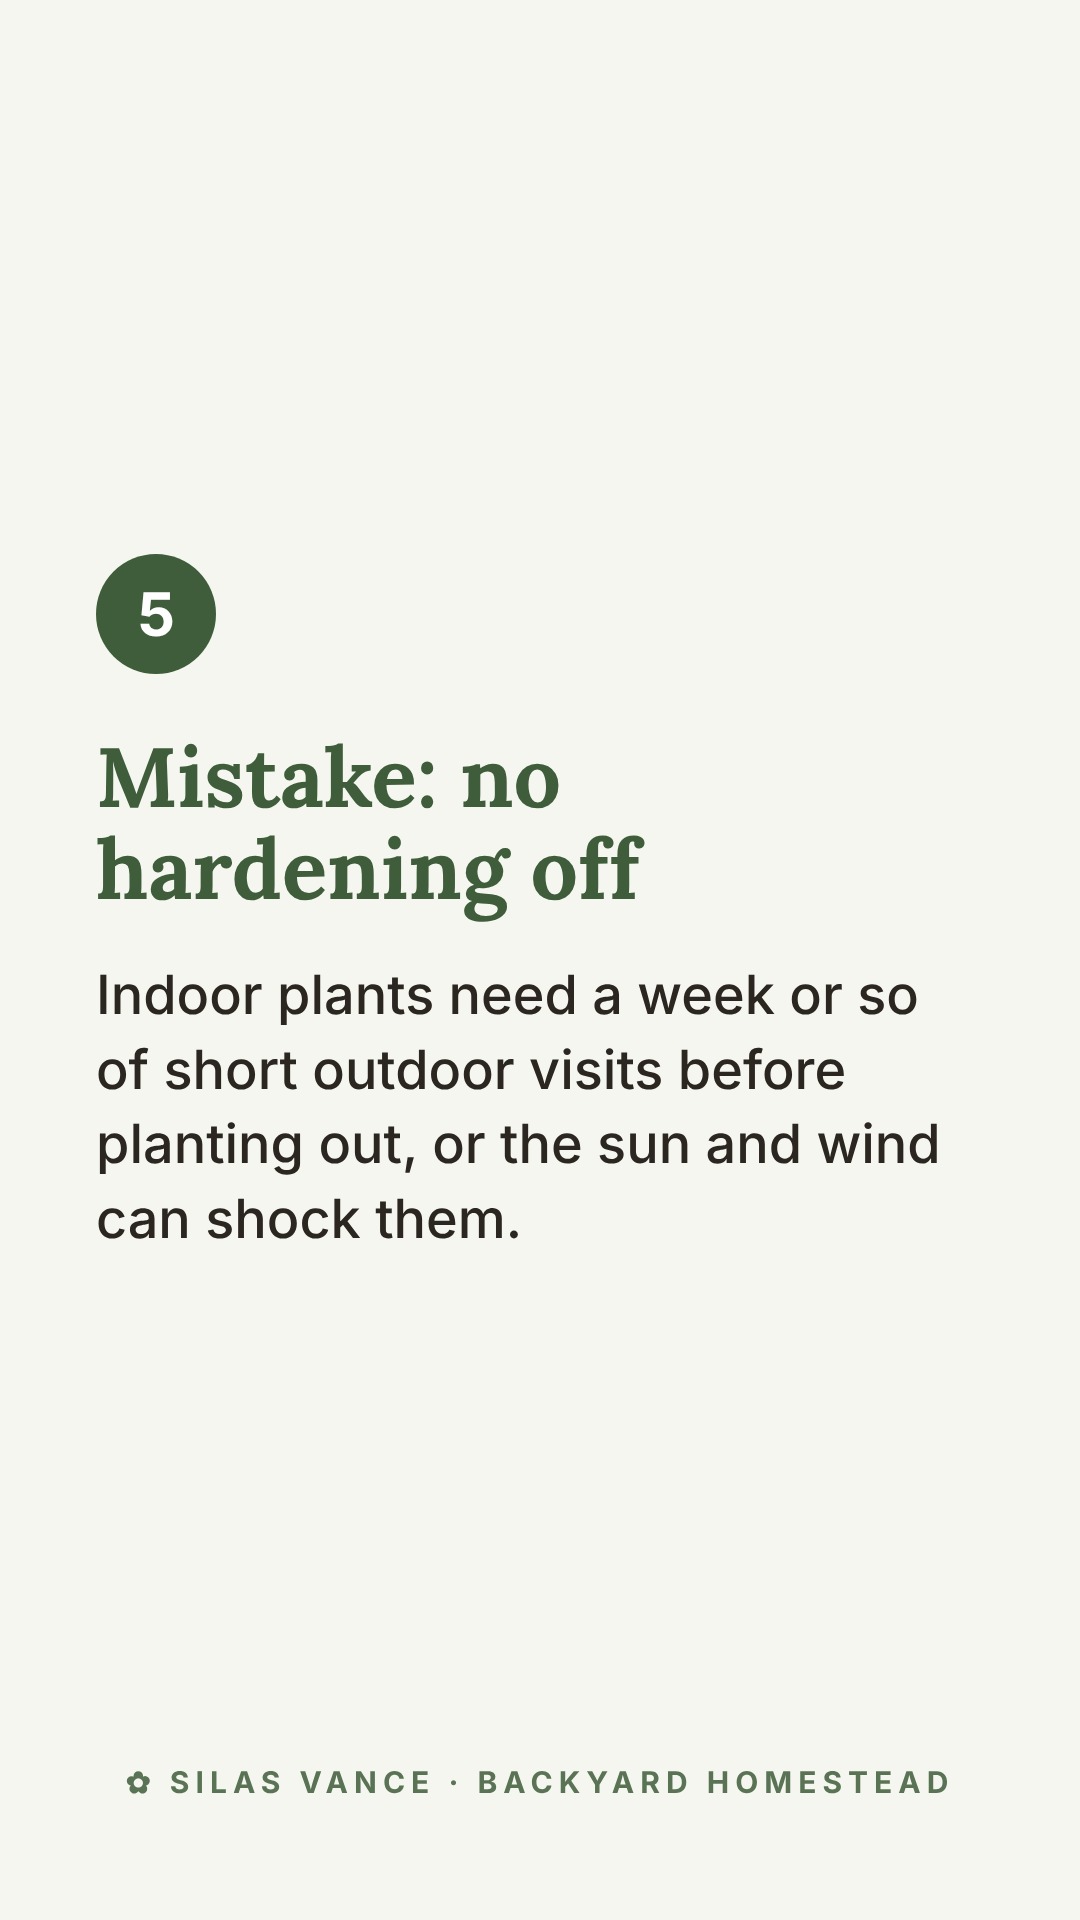 5
Mistake: no
hardening off
Indoor plants need a week or so
of short outdoor visits before
planting out, or the sun and wind
can shock them.
✿ SILAS VANCE · BACKYARD HOMESTEAD